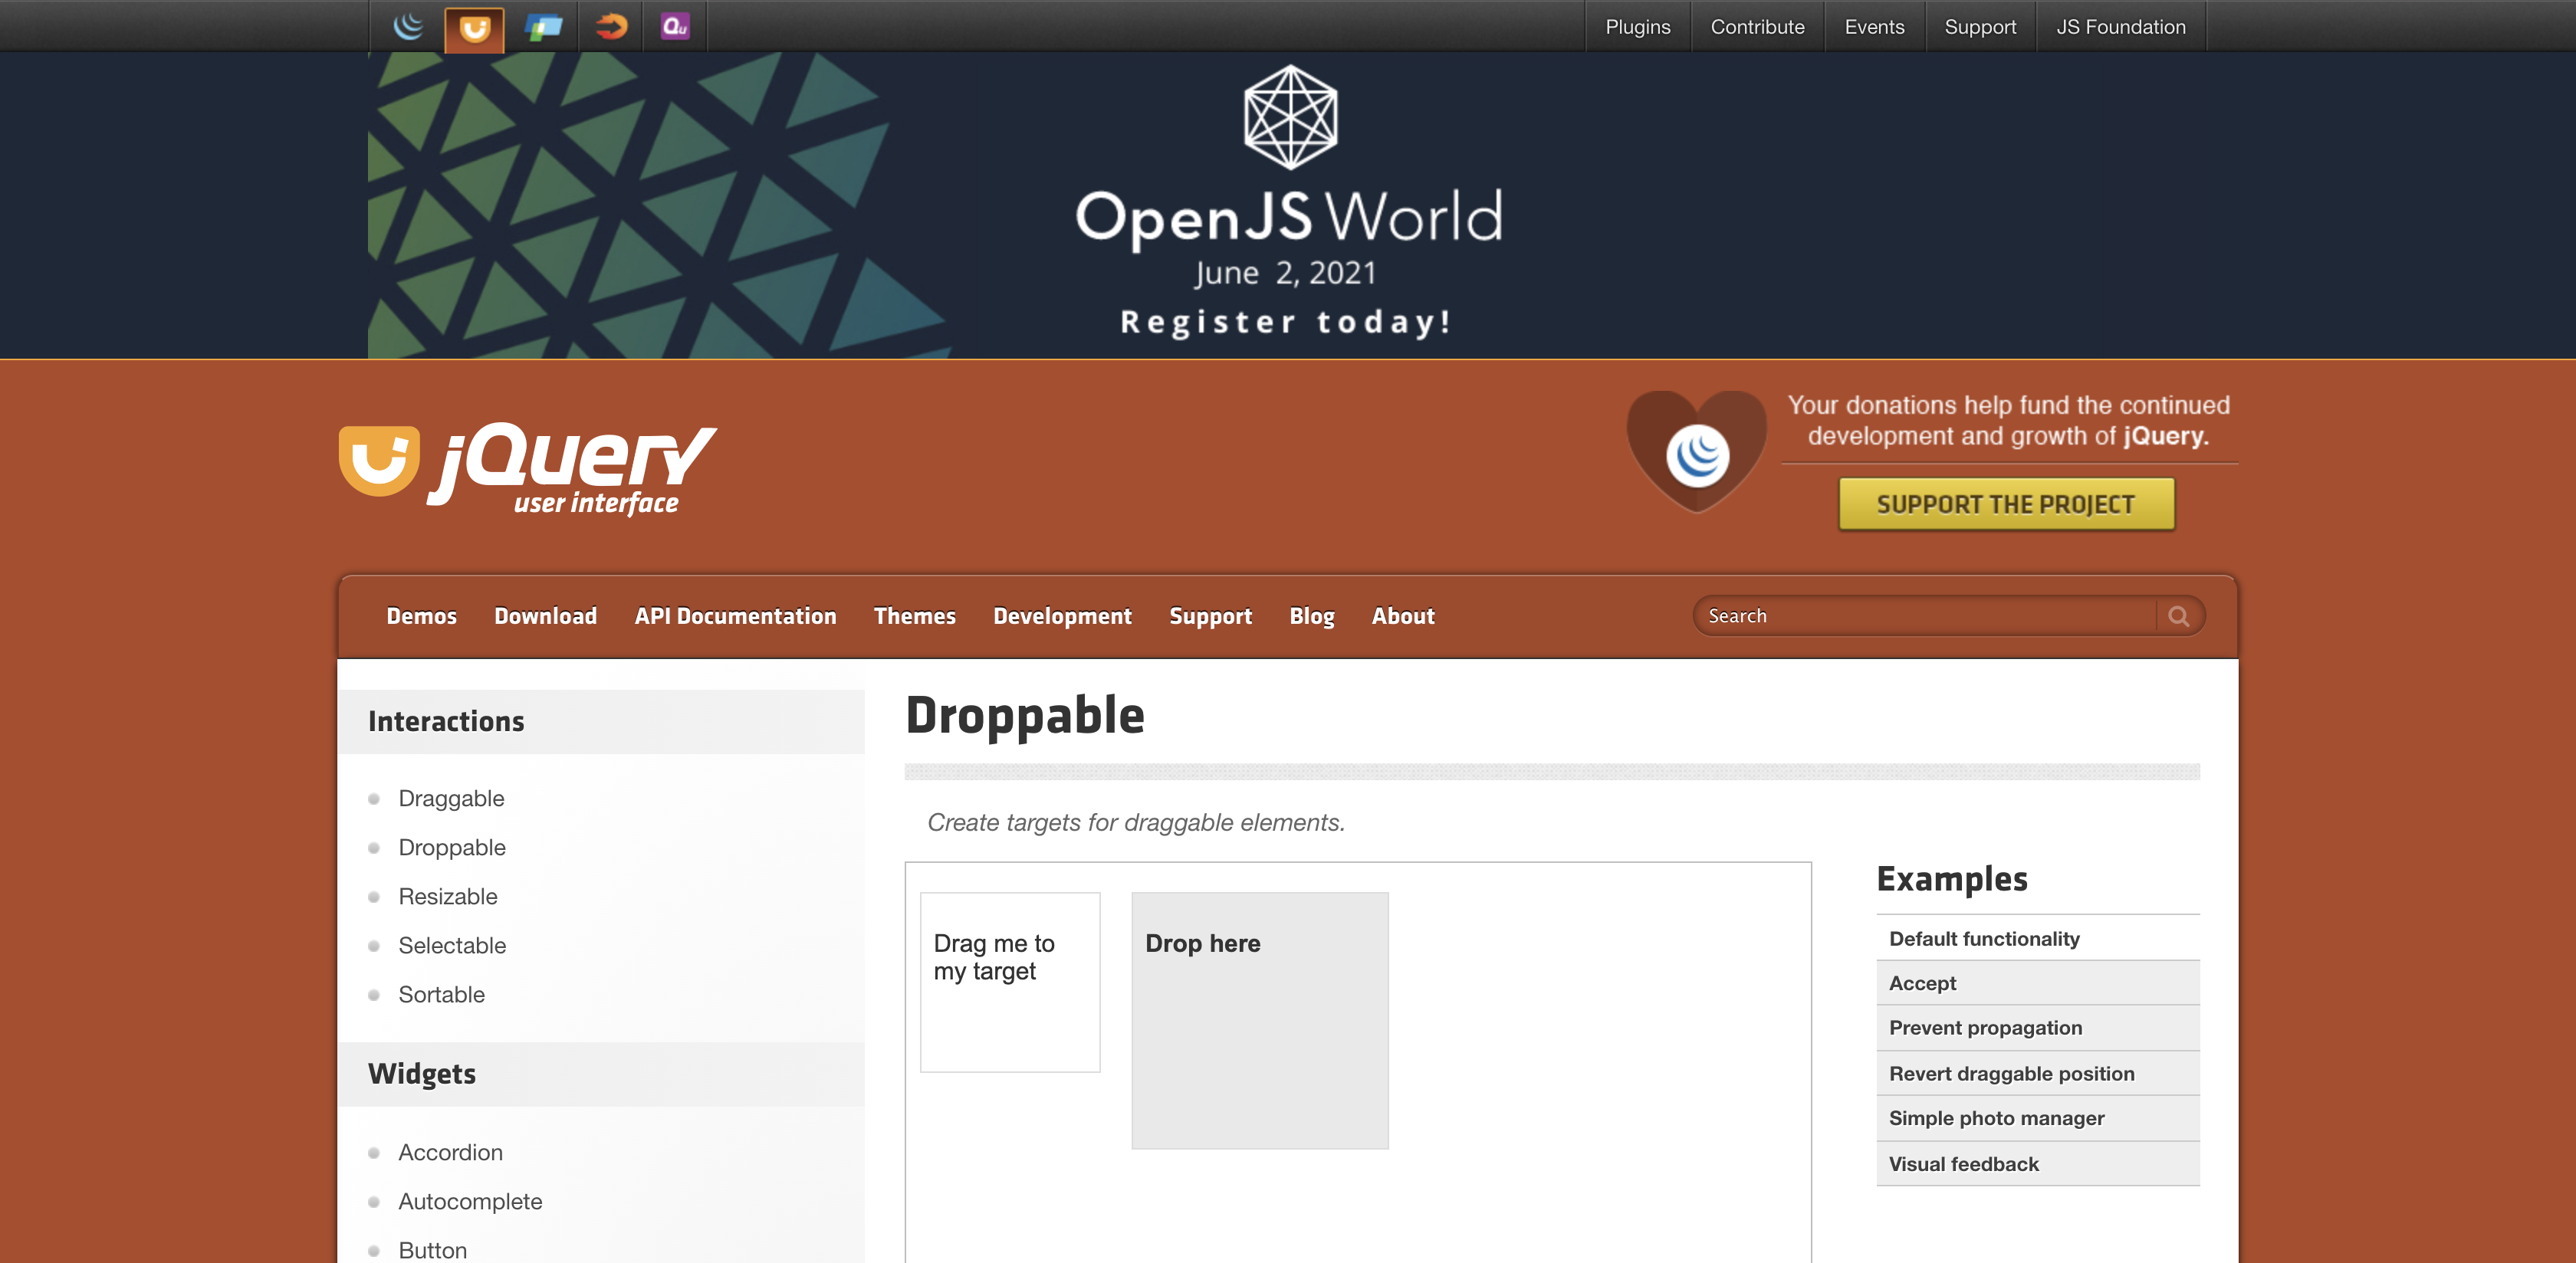 Qu
Plugins
Contribute
Events
Support
JS Foundation
OpenJS World
June 2, 2021
Register today!
jQuery
user interface
Your donations help fund the continued
development and growth of jQuery.
SUPPORT THE PROJECT
Demos
Download
API Documentation
Themes
Development
Support
Blog
About
Search
Interactions
Draggable
Droppable
Resizable
Selectable
Sortable
Widgets
Accordion
Autocomplete
Button
Droppable
Create targets for draggable elements.
Drag me to
my target
Drop here
Examples
Default functionality
Accept
Prevent propagation
Revert draggable position
Simple photo manager
Visual feedback